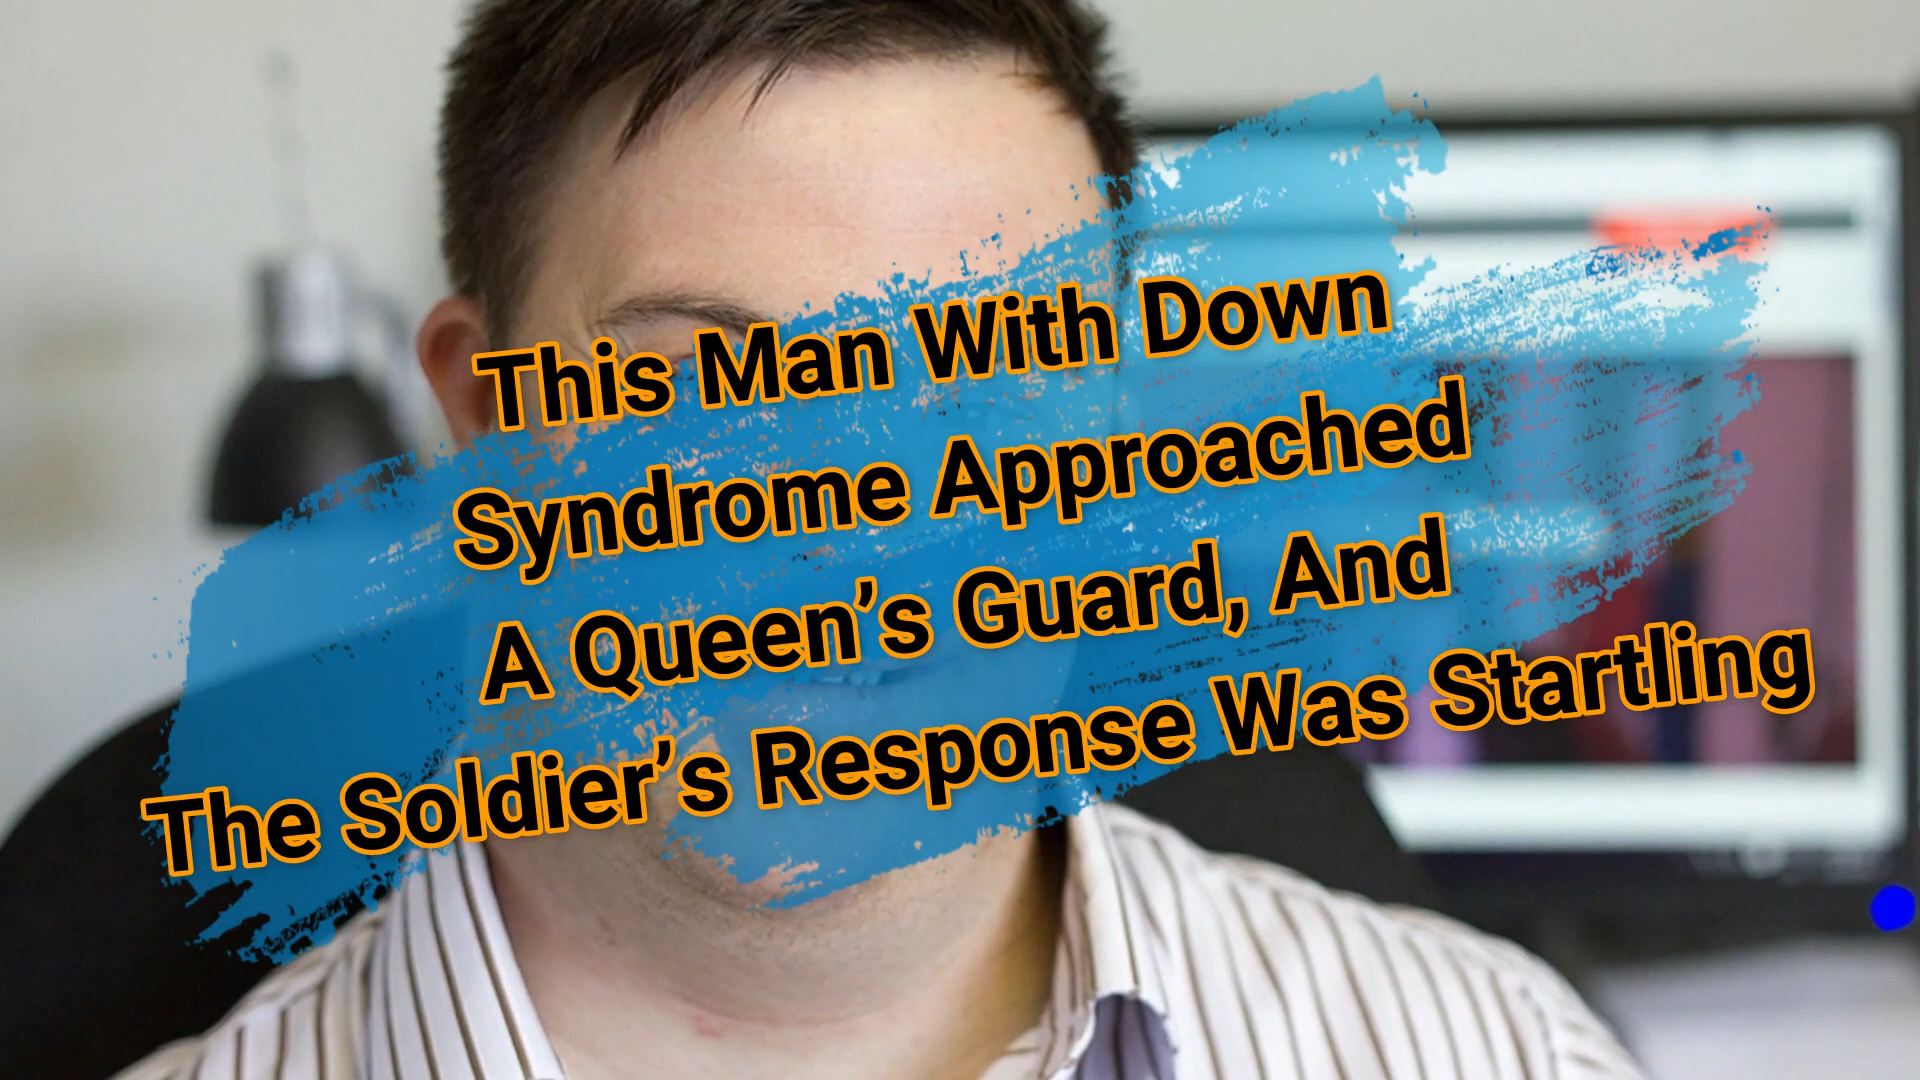 This Man With Down
Syndrome Approached
A Queen’s Guard, And
The Soldier’s Response Was Startling